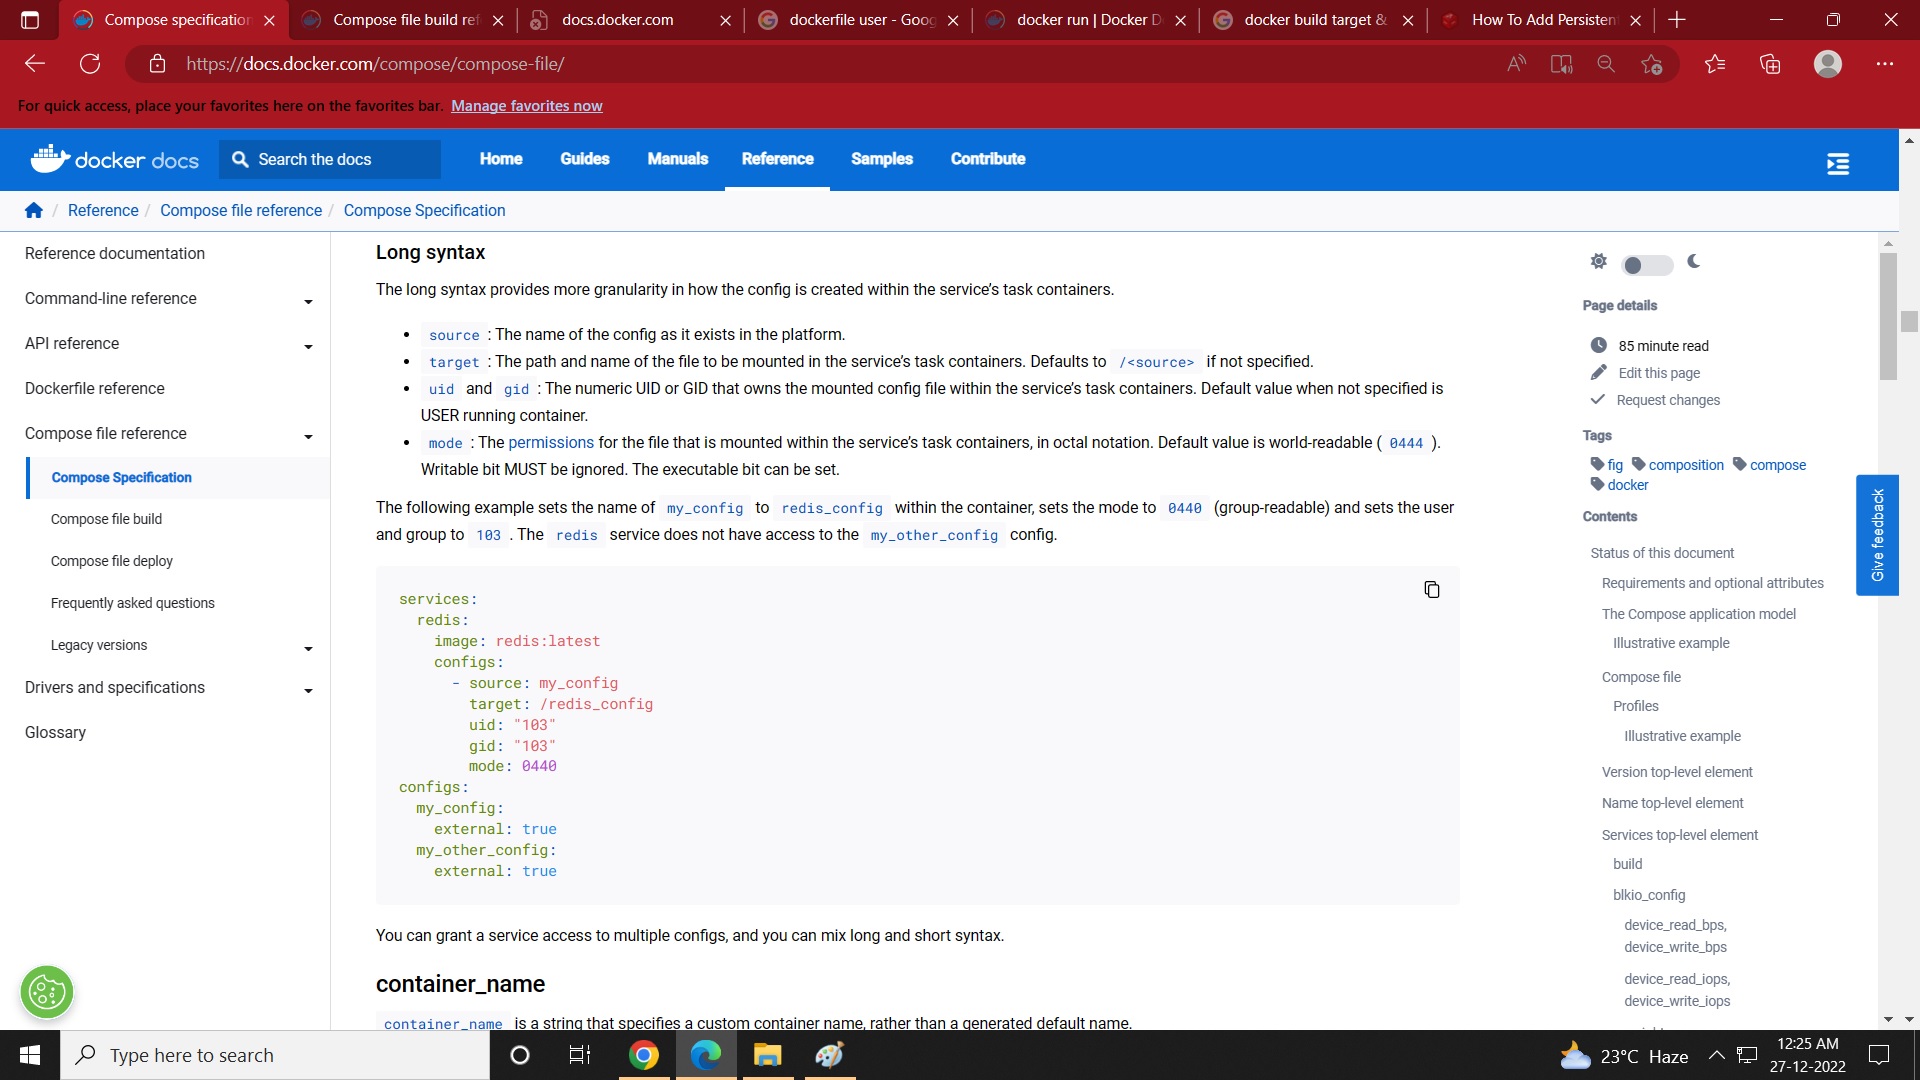 Compose specification
Compose file build ref
docs.docker.com
dockerfile user - Goog
docker run | Docker D
docker build target &
How To Add Persisten
https://docs.docker.com/compose/compose-file/
For quick access, place your favorites here on the favorites bar. Manage favorites now
docker docs
Search the docs
Home
Guides
Manuals
Reference
Samples
Contribute
/ Reference / Compose file reference / Compose Specification
Reference documentation
Command-line reference
API reference
Dockerfile reference
Compose file reference
Compose Specification
Compose file build
Compose file deploy
Frequently asked questions
Legacy versions
Drivers and specifications
Glossary
Long syntax
The long syntax provides more granularity in how the config is created within the service’s task containers.
• source : The name of the config as it exists in the platform.
• target : The path and name of the file to be mounted in the service’s task containers. Defaults to /<source> if not specified.
• uid and gid : The numeric UID or GID that owns the mounted config file within the service’s task containers. Default value when not specified is
USER running container.
• mode : The permissions for the file that is mounted within the service’s task containers, in octal notation. Default value is world-readable ( 0444 ).
Writable bit MUST be ignored. The executable bit can be set.
The following example sets the name of my_config to redis_config within the container, sets the mode to 0440 (group-readable) and sets the user
and group to 103 . The redis service does not have access to the my_other_config config.
services:
redis:
image: redis:latest
configs:
- source: my_config
target: /redis_config
uid: "103"
gid: "103"
mode: 0440
configs:
my_config:
external: true
my_other_config:
external: true
You can grant a service access to multiple configs, and you can mix long and short syntax.
container_name
container_name is a string that specifies a custom container name, rather than a generated default name.
Page details
85 minute read
Edit this page
Request changes
Tags
fig composition compose
docker
Contents
Status of this document
Requirements and optional attributes
The Compose application model
Illustrative example
Compose file
Profiles
Illustrative example
Version top-level element
Name top-level element
Services top-level element
build
blkio_config
device_read_bps,
device_write_bps
device_read_iops,
device_write_iops
Give feedback
Type here to search
23°C Haze
12:25 AM
27-12-2022